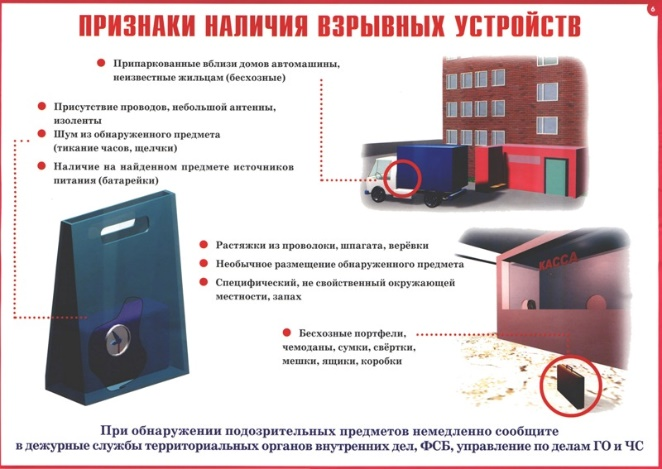 6
ПРИЗНАКИ НАЛИЧИЯ ВЗРЫВНЫХ УСТРОЙСТВ
Припаркованные вблизи домов автомашины,
неизвестные жильцам (бесхозные)
Присутствие проводов, небольшой антенны,
изоленты
Шум из обнаруженного предмета
(тикание часов, щелчки)
Наличие на найденном предмете источников
питания (батарейки)
Растяжки из проволоки, шпагата, верёвки
Необычное размещение обнаруженного предмета
Специфический, не свойственный окружающей
местности, запах
КАССА
Бесхозные портфели,
чемоданы, сумки, свёртки,
мешки, ящики, коробки
При обнаружении подозрительных предметов немедленно сообщите
в дежурные службы территориальных органов внутренних дел, ФСБ, управление по делам ГО и ЧС